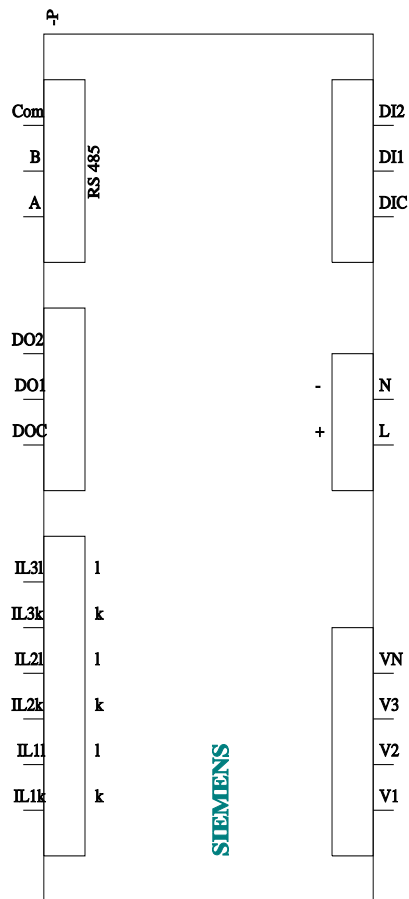 -P
Com
B
A
RS 485
DI2
DI1
DIC
DO2
DO1
DOC
- N
+ L
IL3l l
IL3k k
IL2l l
IL2k k
IL1l l
IL1k k
VN
V3
V2
V1
SIEMENS